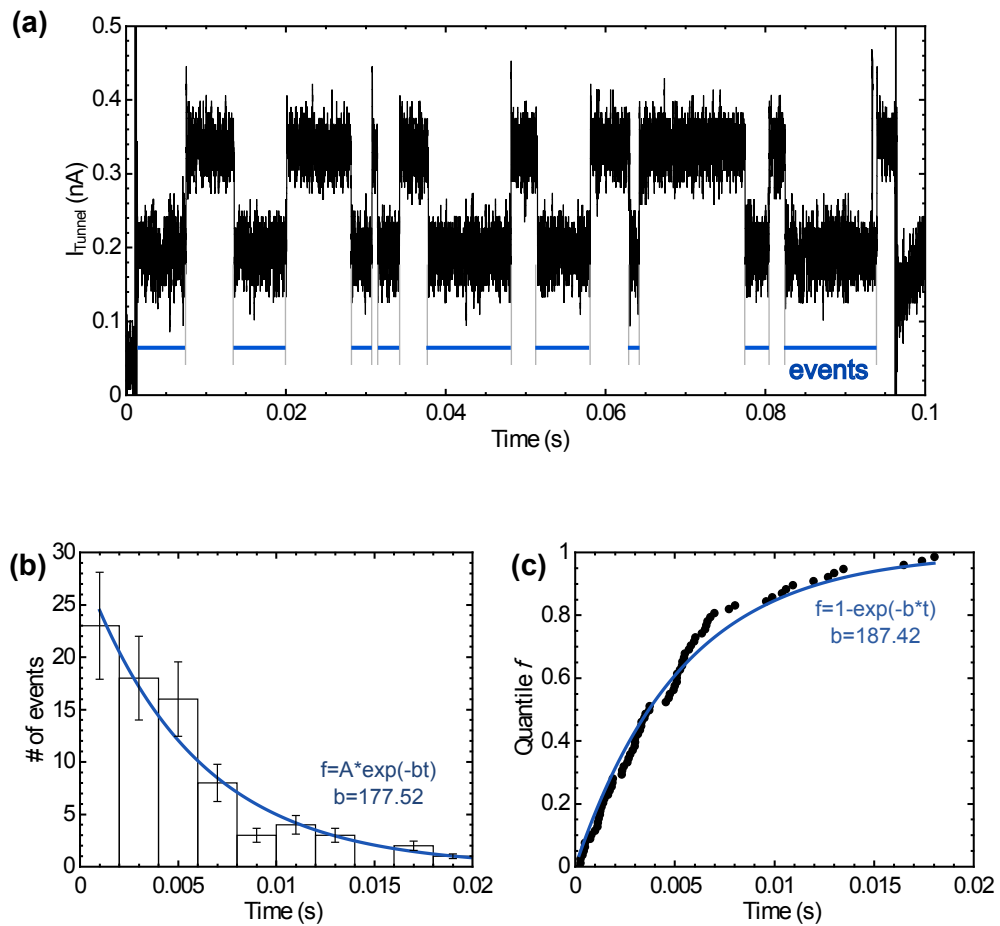 (a)
0.5
0.4
0.3
0.2
0.1
0
I_Tunnel (nA)
events
0 0.02 0.04 0.06 0.08 0.1
Time (s)
(b)
30
25
20
15
10
5
0
# of events
f=A*exp(-bt)
b=177.52
0 0.005 0.01 0.015 0.02
Time (s)
(c)
1
0.8
0.6
0.4
0.2
0
Quantile f
f=1-exp(-b*t)
b=187.42
0 0.005 0.01 0.015 0.02
Time (s)